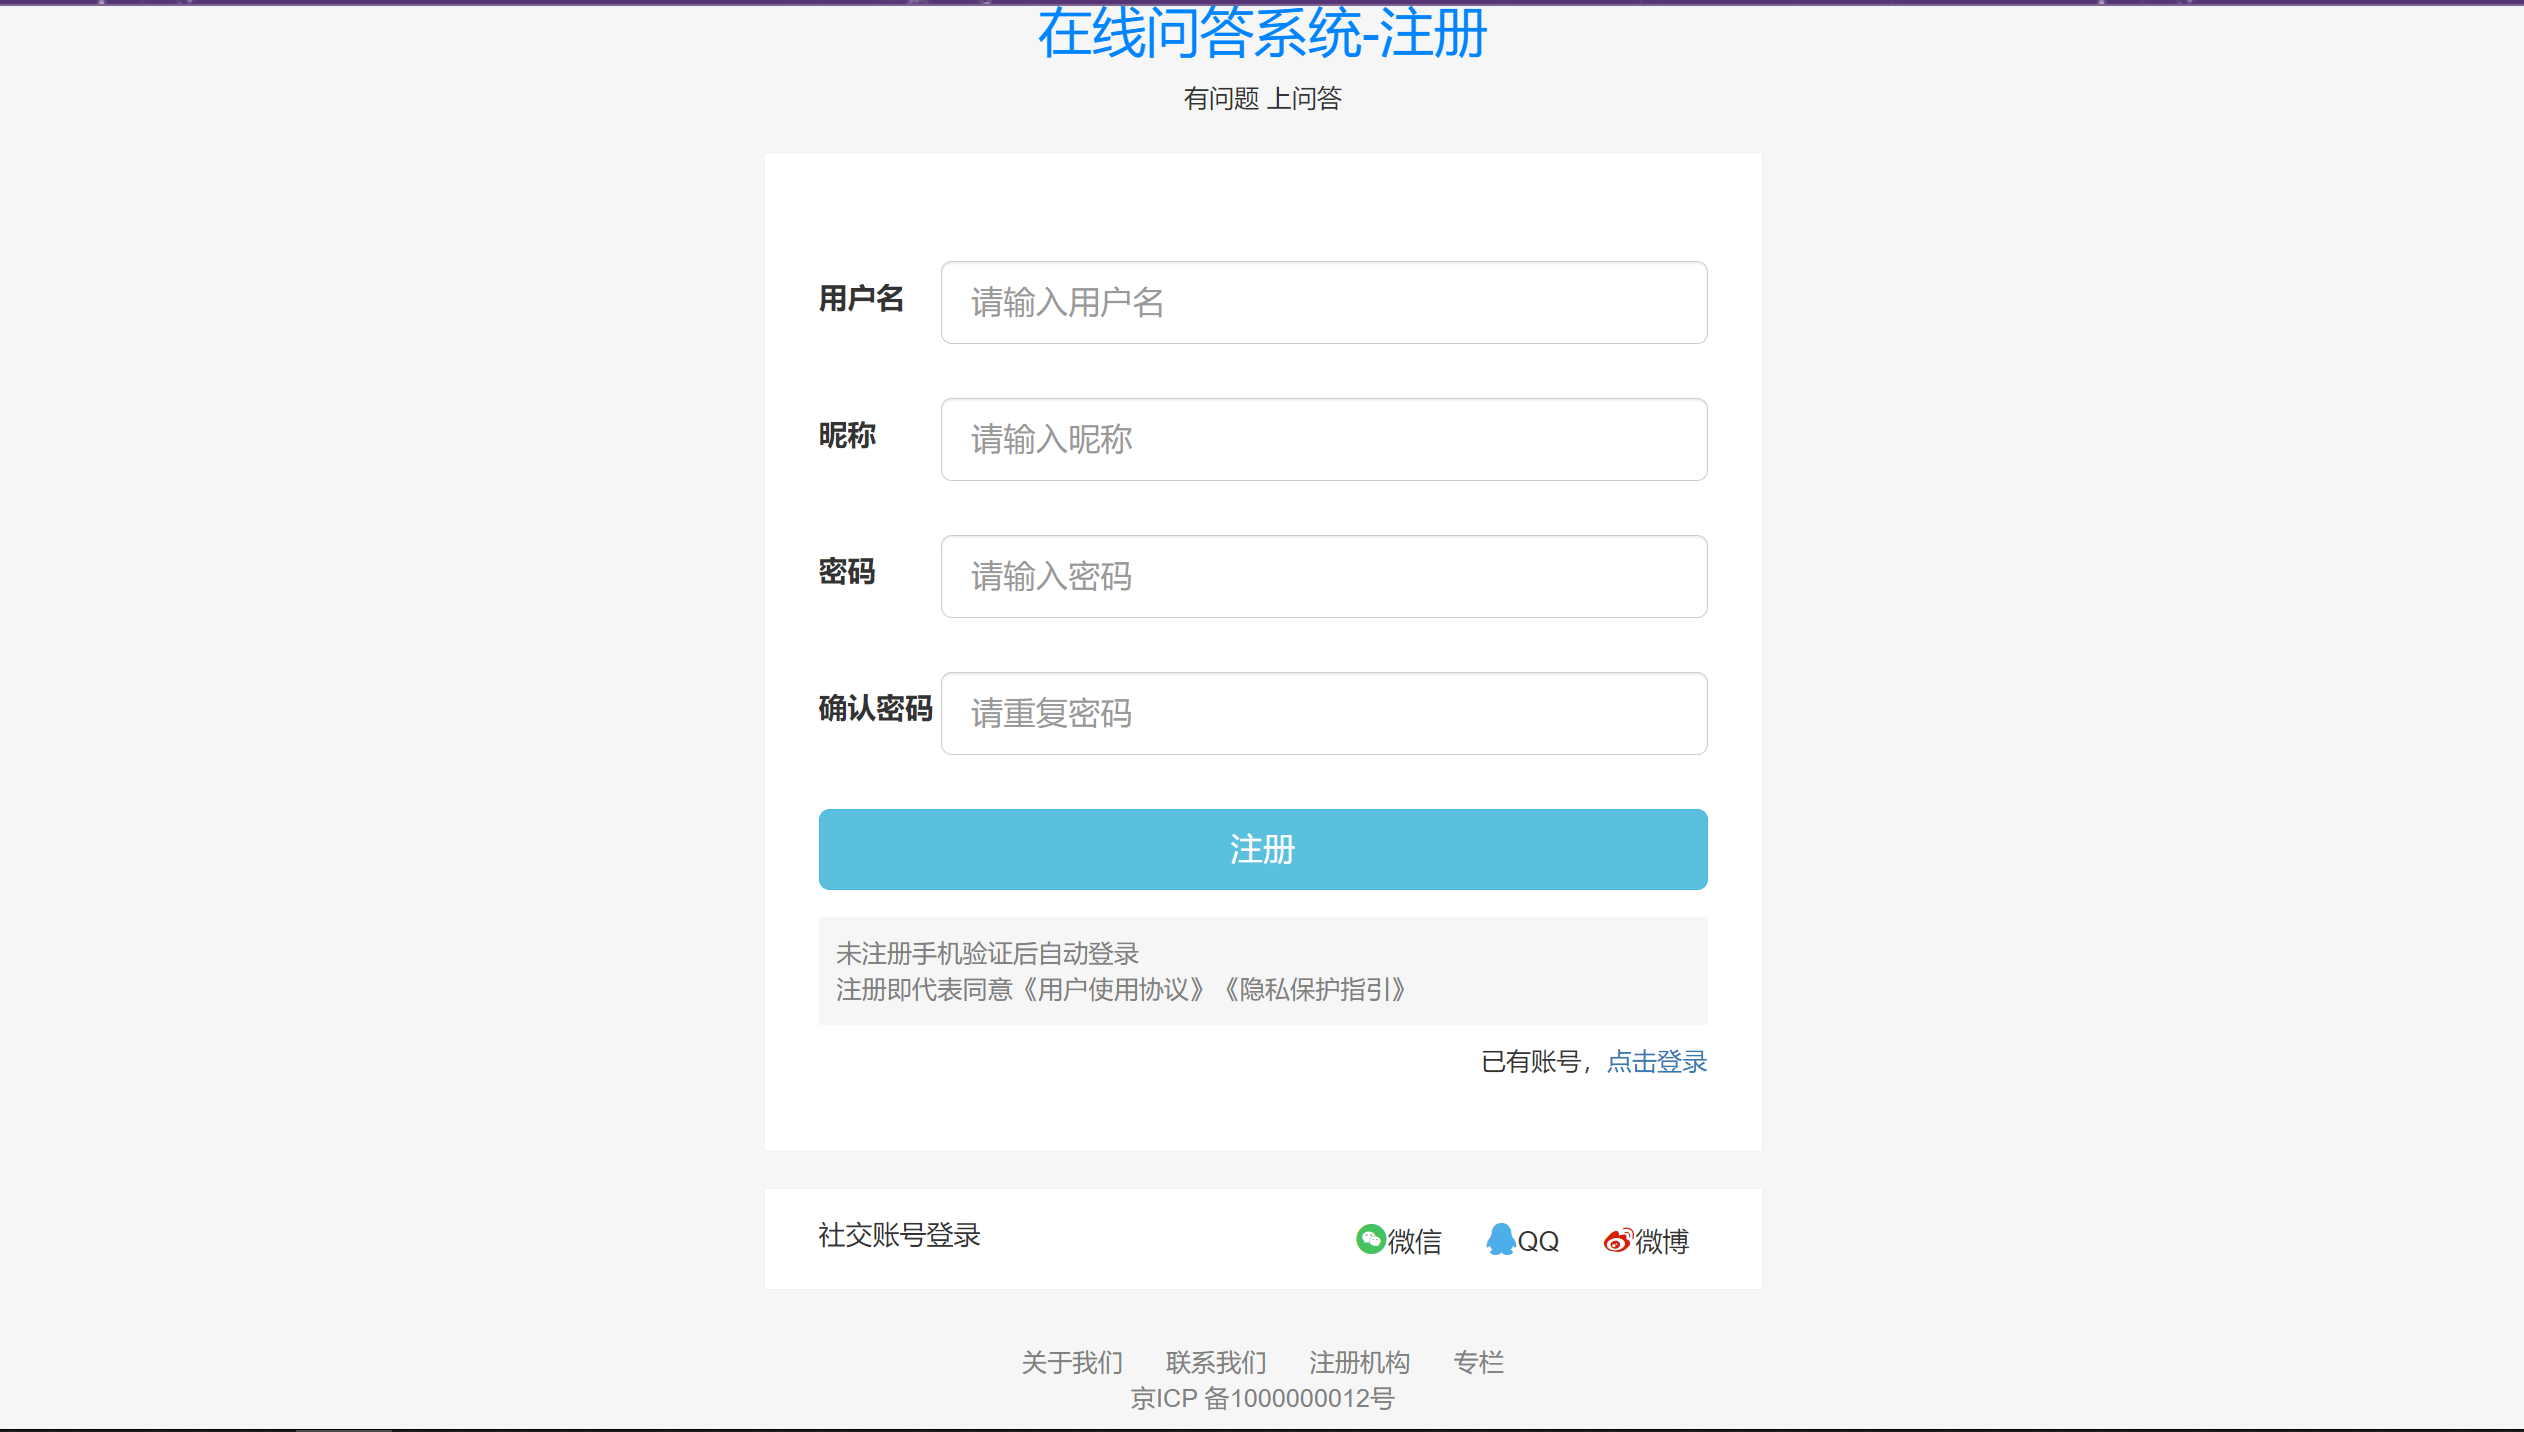 在线问答系统-注册
有问题 上问答
用户名 请输入用户名
昵称 请输入昵称
密码 请输入密码
确认密码 请重复密码
注册
未注册手机验证后自动登录
注册即代表同意《用户使用协议》《隐私保护指引》
已有账号，点击登录
社交账号登录 微信 QQ 微博
关于我们 联系我们 注册机构 专栏
京ICP 备1000000012号